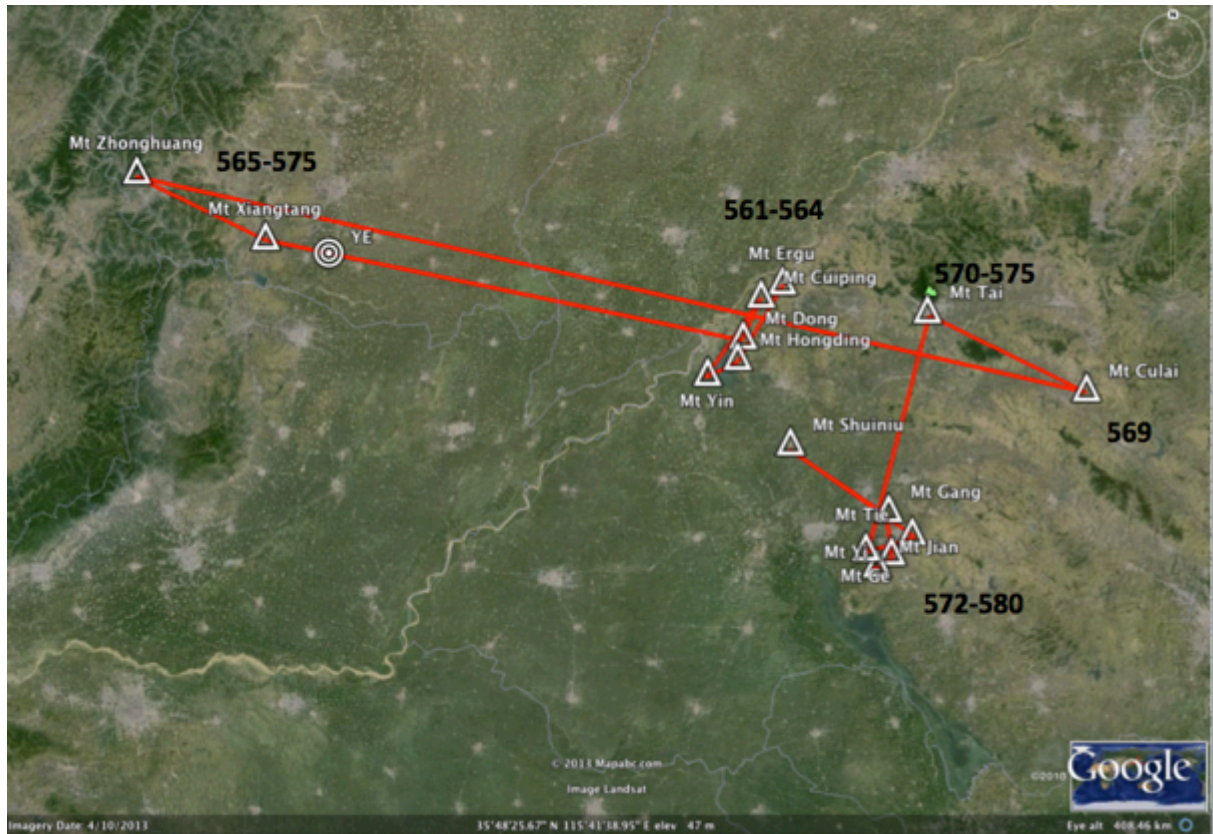 N
Mt Zhonghuang
565-575
Mt Xiangtang
YE
561-564
Mt Ergu
Mt Cuiping
570-575
Mt Tai
Mt Dong
Mt Hongding
Mt Yin
Mt Culai
569
Mt Shuiniu
Mt Gang
Mt Tie
Mt Yi
Mt Jian
Mt Ge
572-580
© 2013 Mapabc.com
Image Landsat
©2010 Google
Imagery Date: 4/10/2013
35°48'25.67" N 115°41'38.95" E elev 47 m
Eye alt 408.46 km